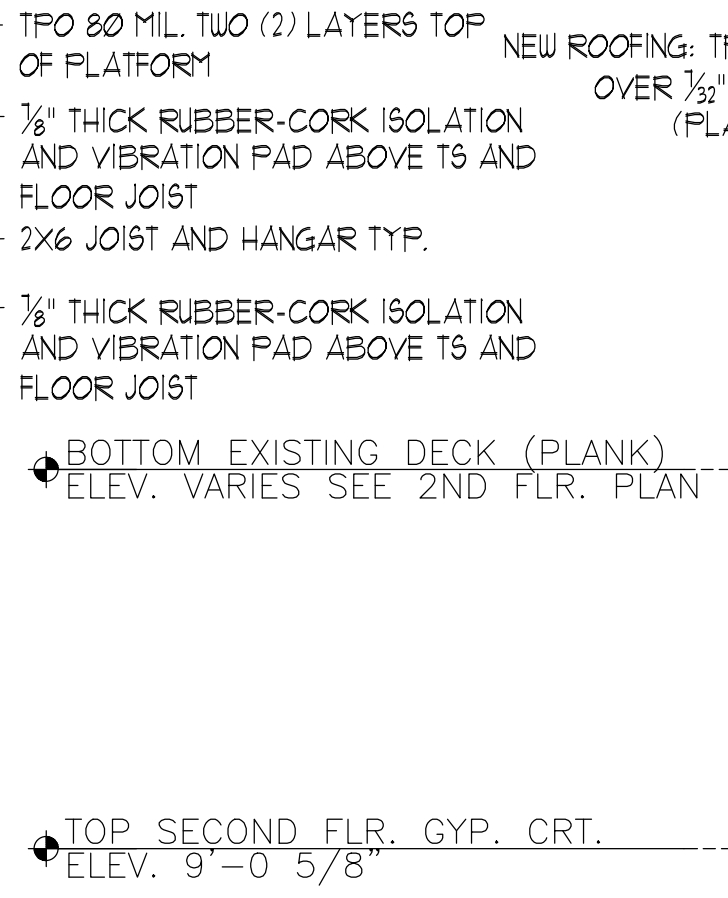 TPO 80 MIL. TWO (2) LAYERS TOP
OF PLATFORM
1/8" THICK RUBBER-CORK ISOLATION
AND VIBRATION PAD ABOVE TS AND
FLOOR JOIST
2X6 JOIST AND HANGAR TYP.
1/8" THICK RUBBER-CORK ISOLATION
AND VIBRATION PAD ABOVE TS AND
FLOOR JOIST
NEW ROOFING:
OVER 1/32"
BOTTOM EXISTING DECK (PLANK)
ELEV. VARIES SEE 2ND FLR. PLAN
TOP SECOND FLR. GYP. CRT.
ELEV. 9'-0 5/8"